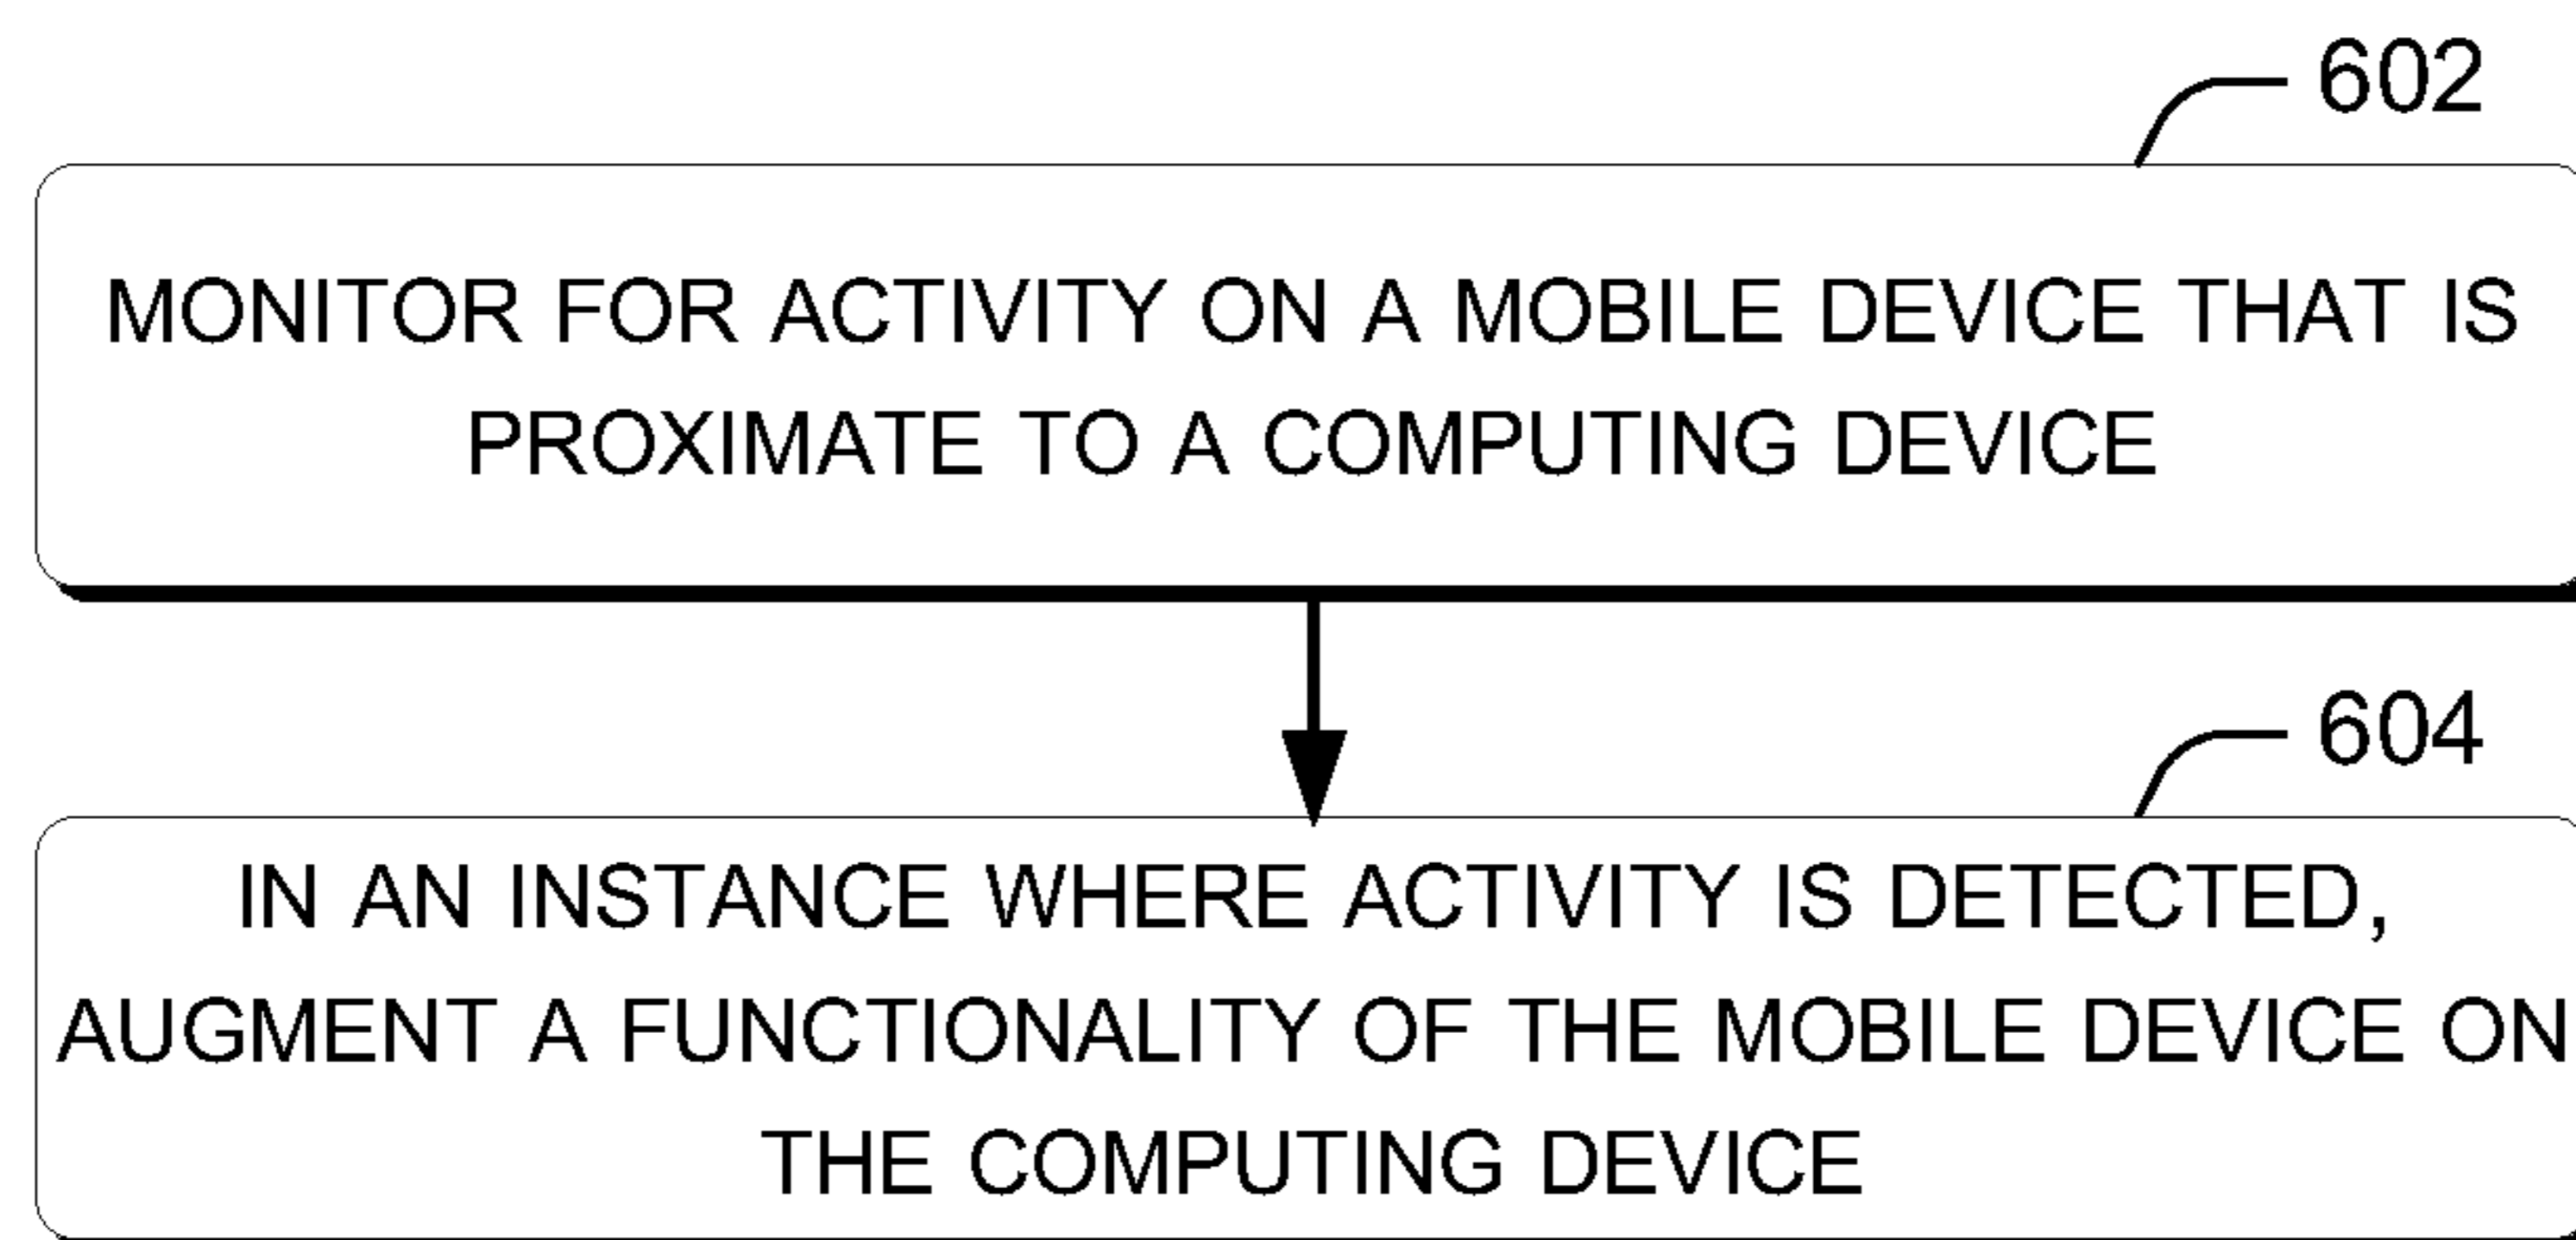 602
MONITOR FOR ACTIVITY ON A MOBILE DEVICE THAT IS
PROXIMATE TO A COMPUTING DEVICE
604
IN AN INSTANCE WHERE ACTIVITY IS DETECTED,
AUGMENT A FUNCTIONALITY OF THE MOBILE DEVICE ON
THE COMPUTING DEVICE